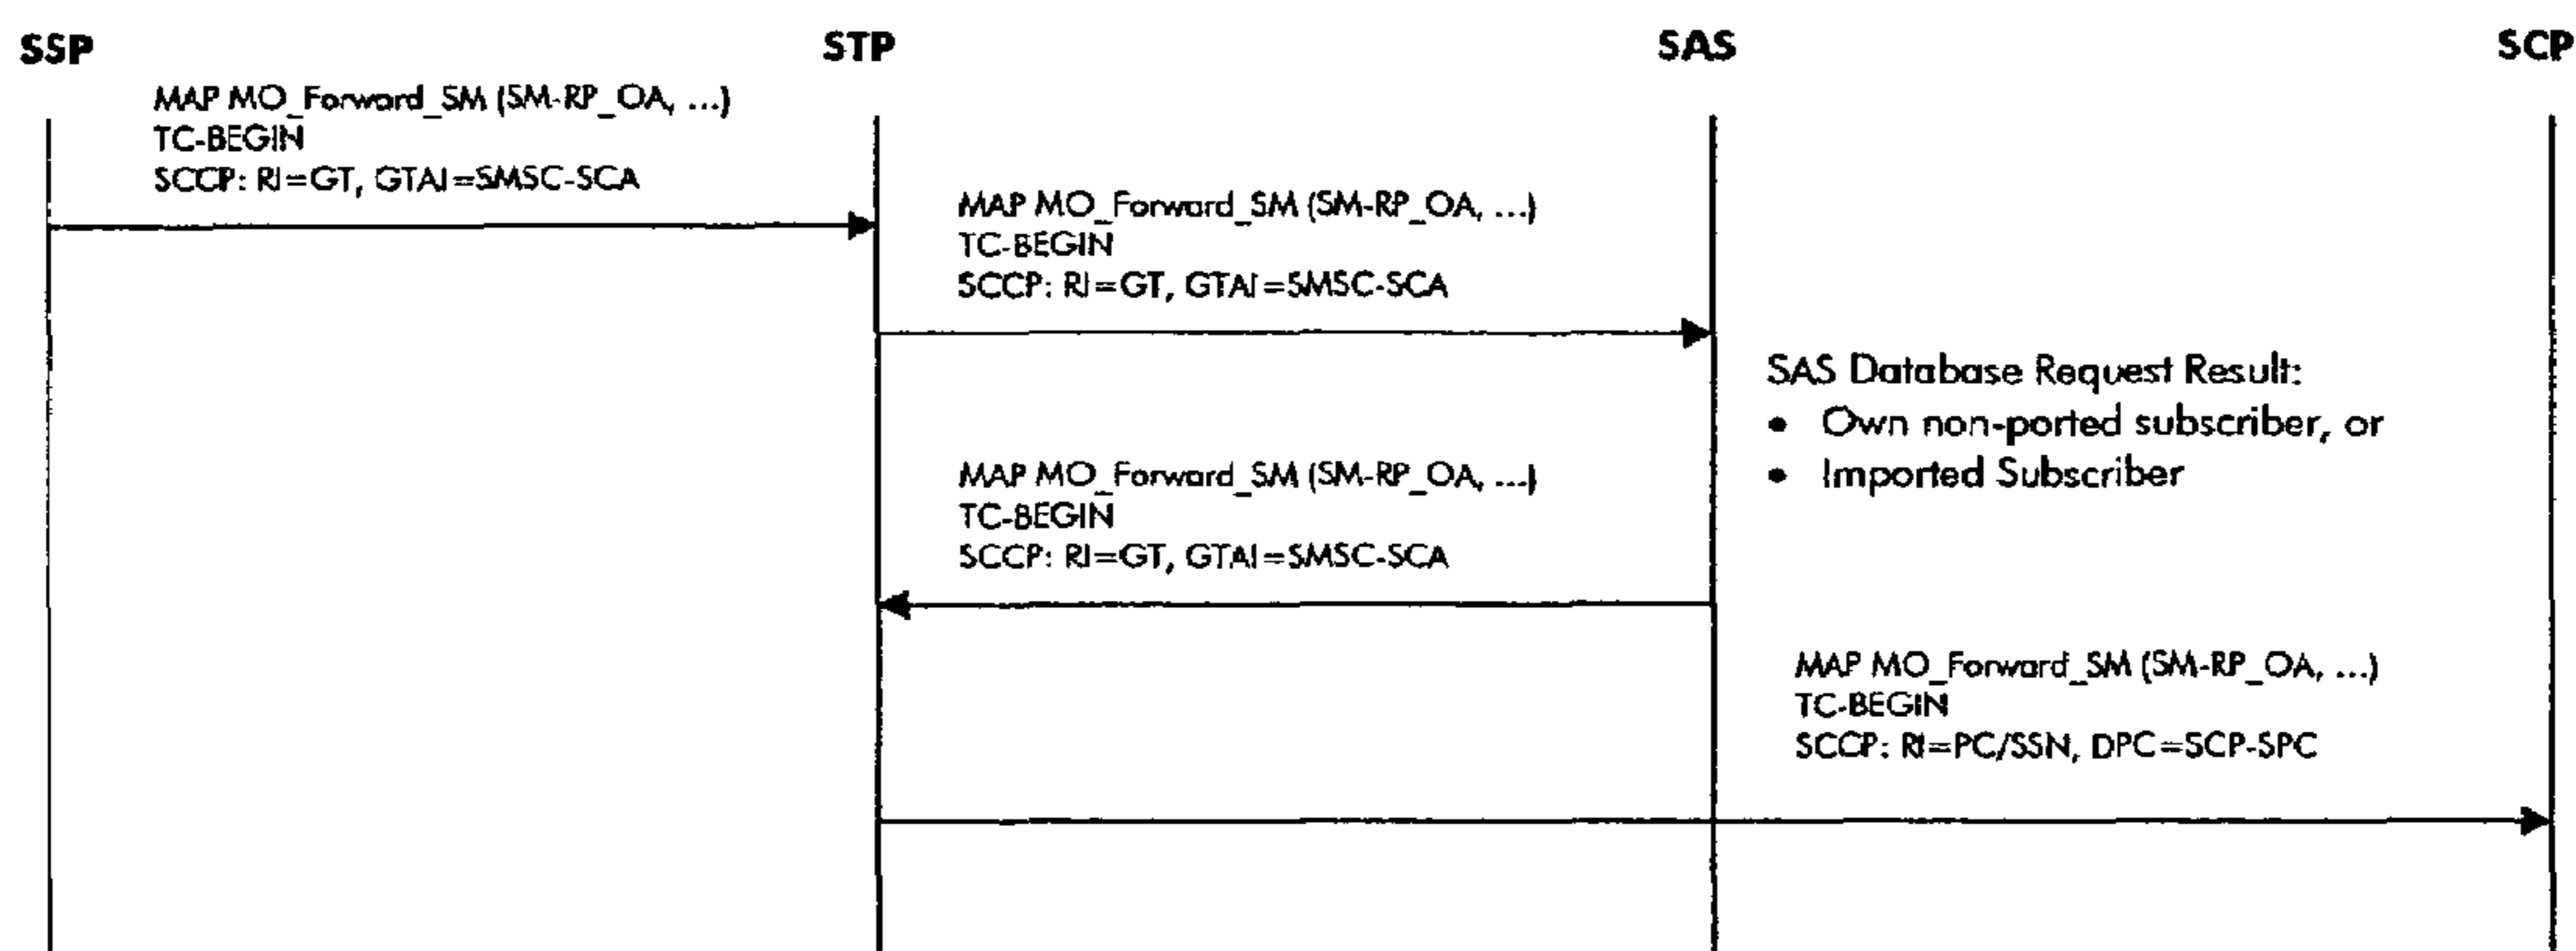 SSP STP SAS SCP
MAP MO_Forward_SM (SM-RP_OA, ...)
TC-BEGIN
SCCP: RI=GT, GTAI=SMSC-SCA
MAP MO_Forward_SM (SM-RP_OA, ...)
TC-BEGIN
SCCP: RI=GT, GTAI=SMSC-SCA
SAS Database Request Result:
• Own non-ported subscriber, or
• Imported Subscriber
MAP MO_Forward_SM (SM-RP_OA, ...)
TC-BEGIN
SCCP: RI=GT, GTAI=SMSC-SCA
MAP MO_Forward_SM (SM-RP_OA, ...)
TC-BEGIN
SCCP: RI=PC/SSN, DPC=SCP-SPC